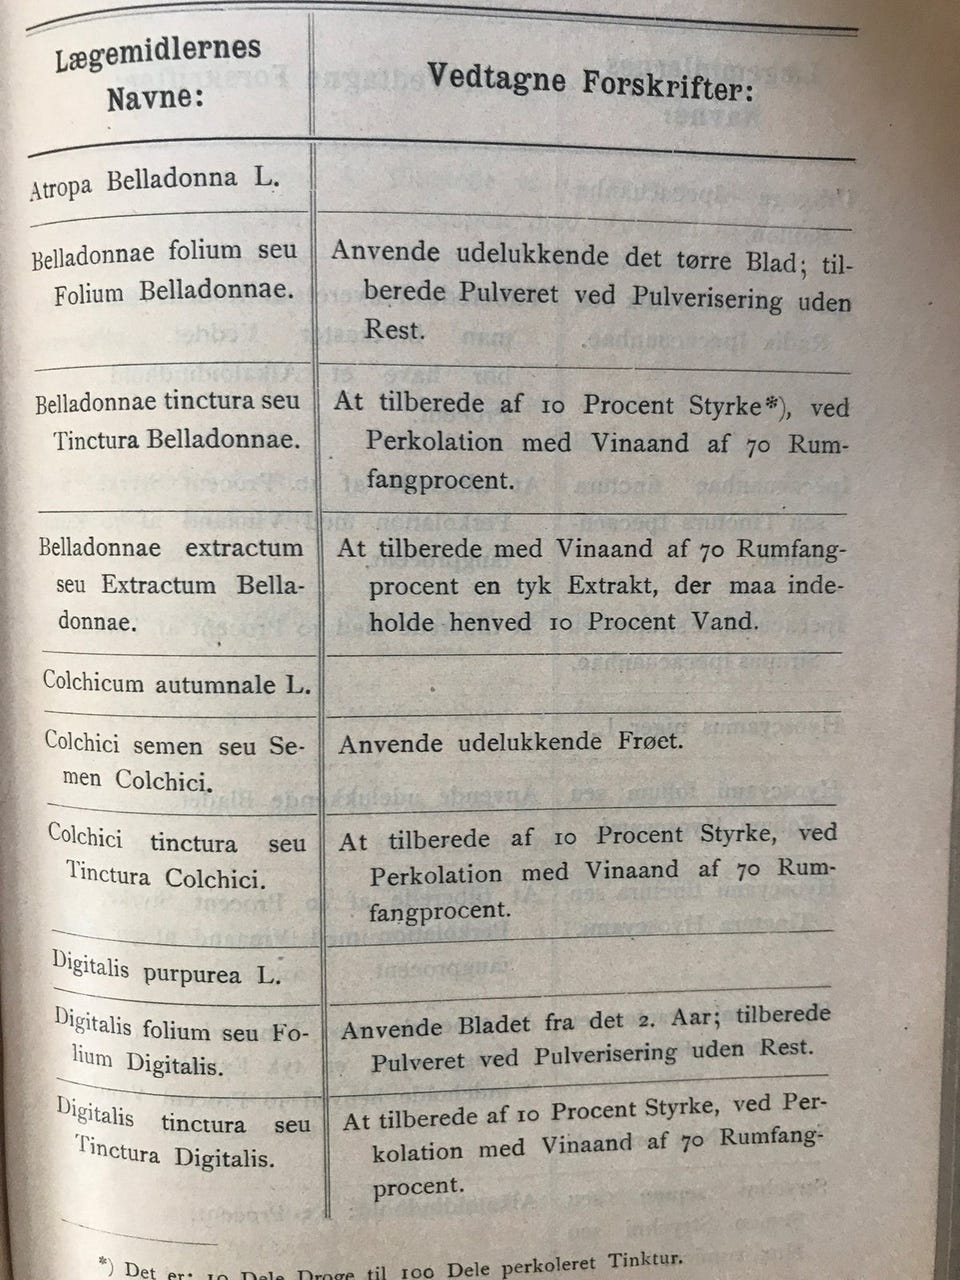 Lægemidlernes
Navne:
Vedtagne Forskrifter:
Atropa Belladonna L.
Belladonnae folium seu
Folium Belladonnae.
Anvende udelukkende det tørre Blad; til-
berede Pulveret ved Pulverisering uden
Rest.
Belladonnae tinctura seu
Tinctura Belladonnae.
At tilberede af 10 Procent Styrke*), ved
Perkolation med Vinaand af 70 Rum-
fangprocent.
Belladonnae extractum
seu Extractum Bella-
donnae.
At tilberede med Vinaand af 70 Rumfang-
procent en tyk Extrakt, der maa inde-
holde henved 10 Procent Vand.
Colchicum autumnale L.
Colchici semen seu Se-
men Colchici.
Anvende udelukkende Frøet.
Colchici tinctura seu
Tinctura Colchici.
At tilberede af 10 Procent Styrke, ved
Perkolation med Vinaand af 70 Rum-
fangprocent.
Digitalis purpurea L.
Digitalis folium seu Fo-
lium Digitalis.
Anvende Bladet fra det 2. Aar; tilberede
Pulveret ved Pulverisering uden Rest.
Digitalis tinctura seu
Tinctura Digitalis.
At tilberede af 10 Procent Styrke, ved Per-
kolation med Vinaand af 70 Rumfang-
procent.
*) Det er: 10 Dele Droge til 100 Dele perkoleret Tinktur.